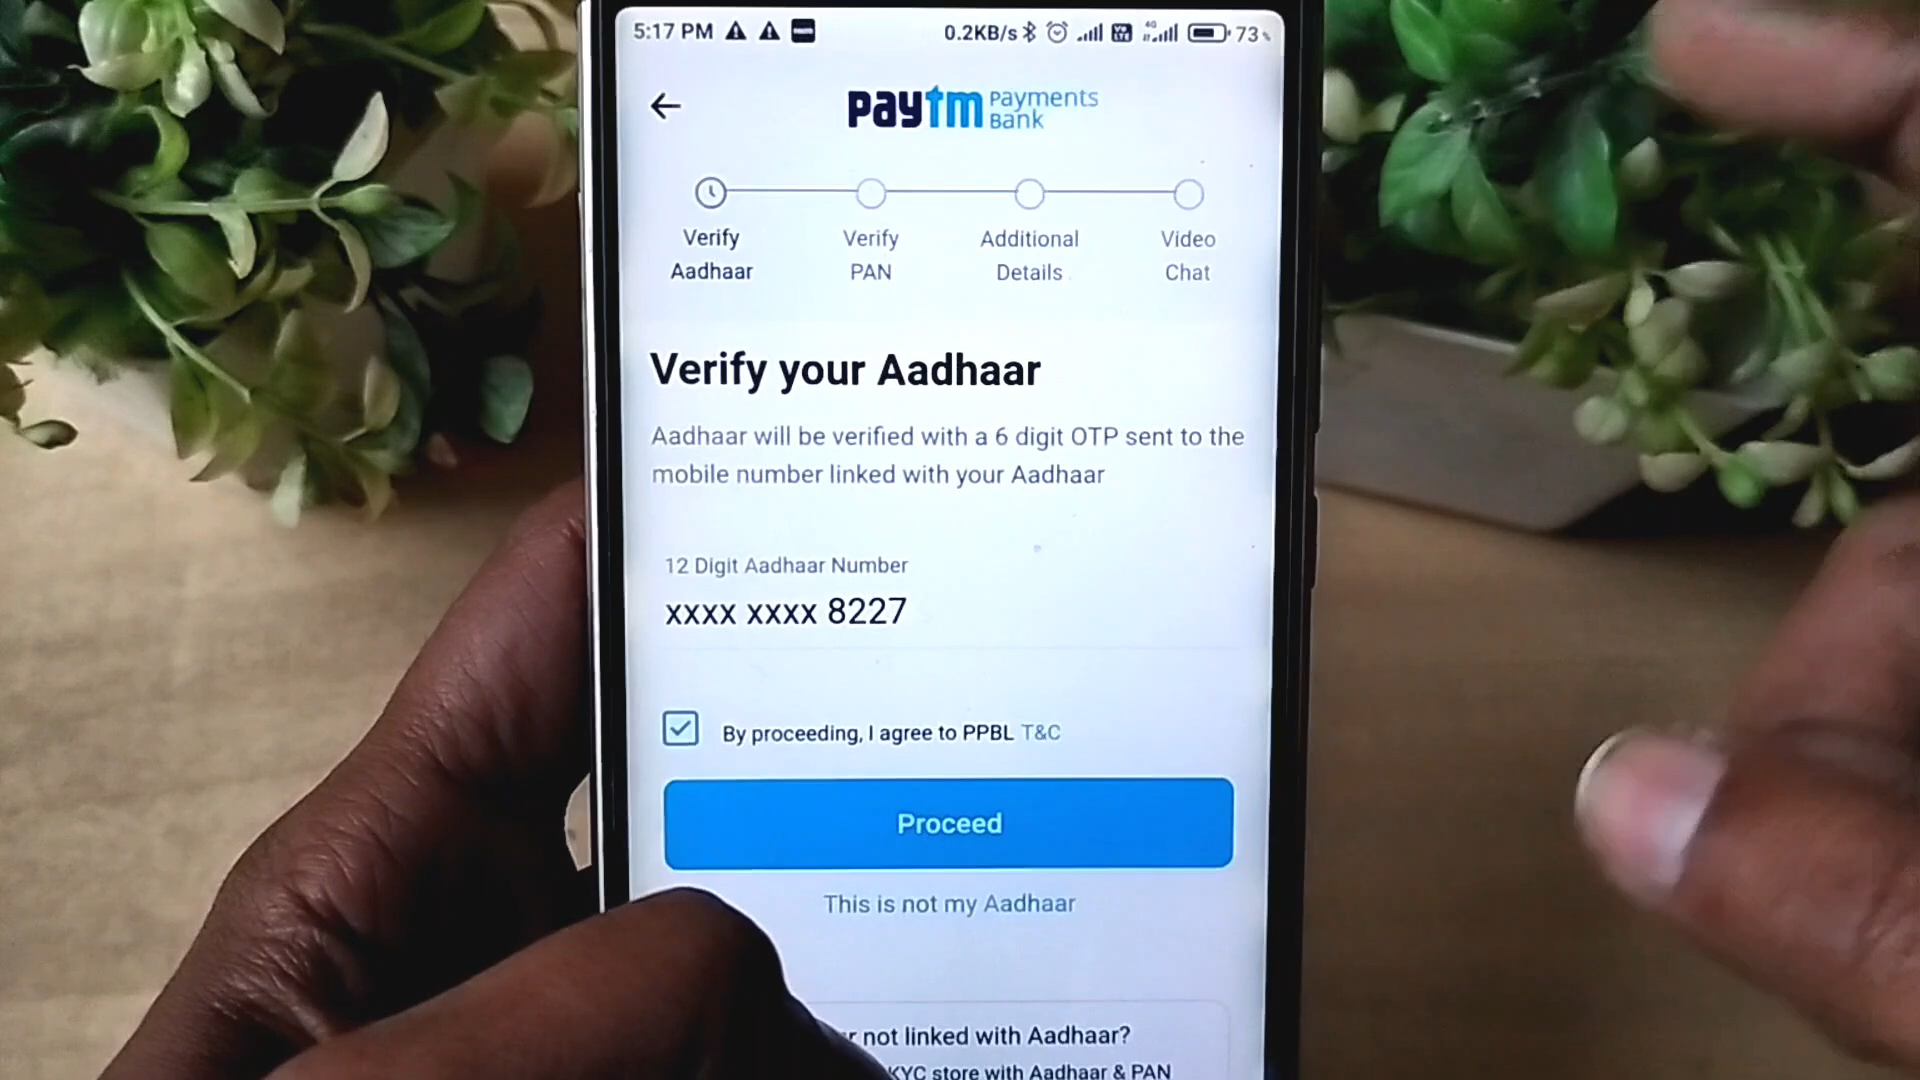 5:17 PM 0.2KB/s 4G 73
paytm Payments Bank
Verify Aadhaar
Verify PAN
Additional Details
Video Chat
Verify your Aadhaar
Aadhaar will be verified with a 6 digit OTP sent to the
mobile number linked with your Aadhaar
12 Digit Aadhaar Number
xxxx xxxx 8227
By proceeding, I agree to PPBL T&C
Proceed
This is not my Aadhaar
not linked with Aadhaar?
KYC store with Aadhaar & PAN